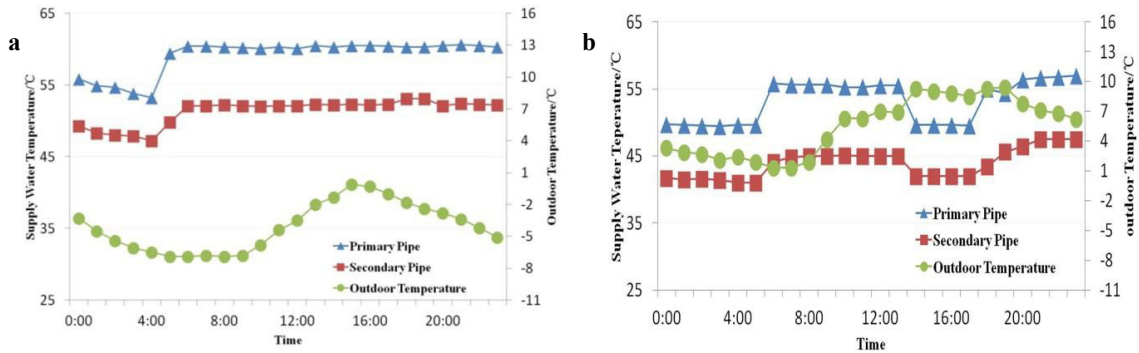 a
Supply Water Temperature/℃
65
55
45
35
25
16
13
10
7
4
1
-2
-5
-8
-11
Outdoor Temperature/℃
Primary Pipe
Secondary Pipe
Outdoor Temperature
0:00 4:00 8:00 12:00 16:00 20:00
Time
b
Supply Water Teperature/℃
65
55
45
35
25
16
13
10
7
4
1
-2
-5
-8
-11
outdoor Temperature/℃
Primary Pipe
Secondary Pipe
Outdoor Temperature
0:00 4:00 8:00 12:00 16:00 20:00
Time